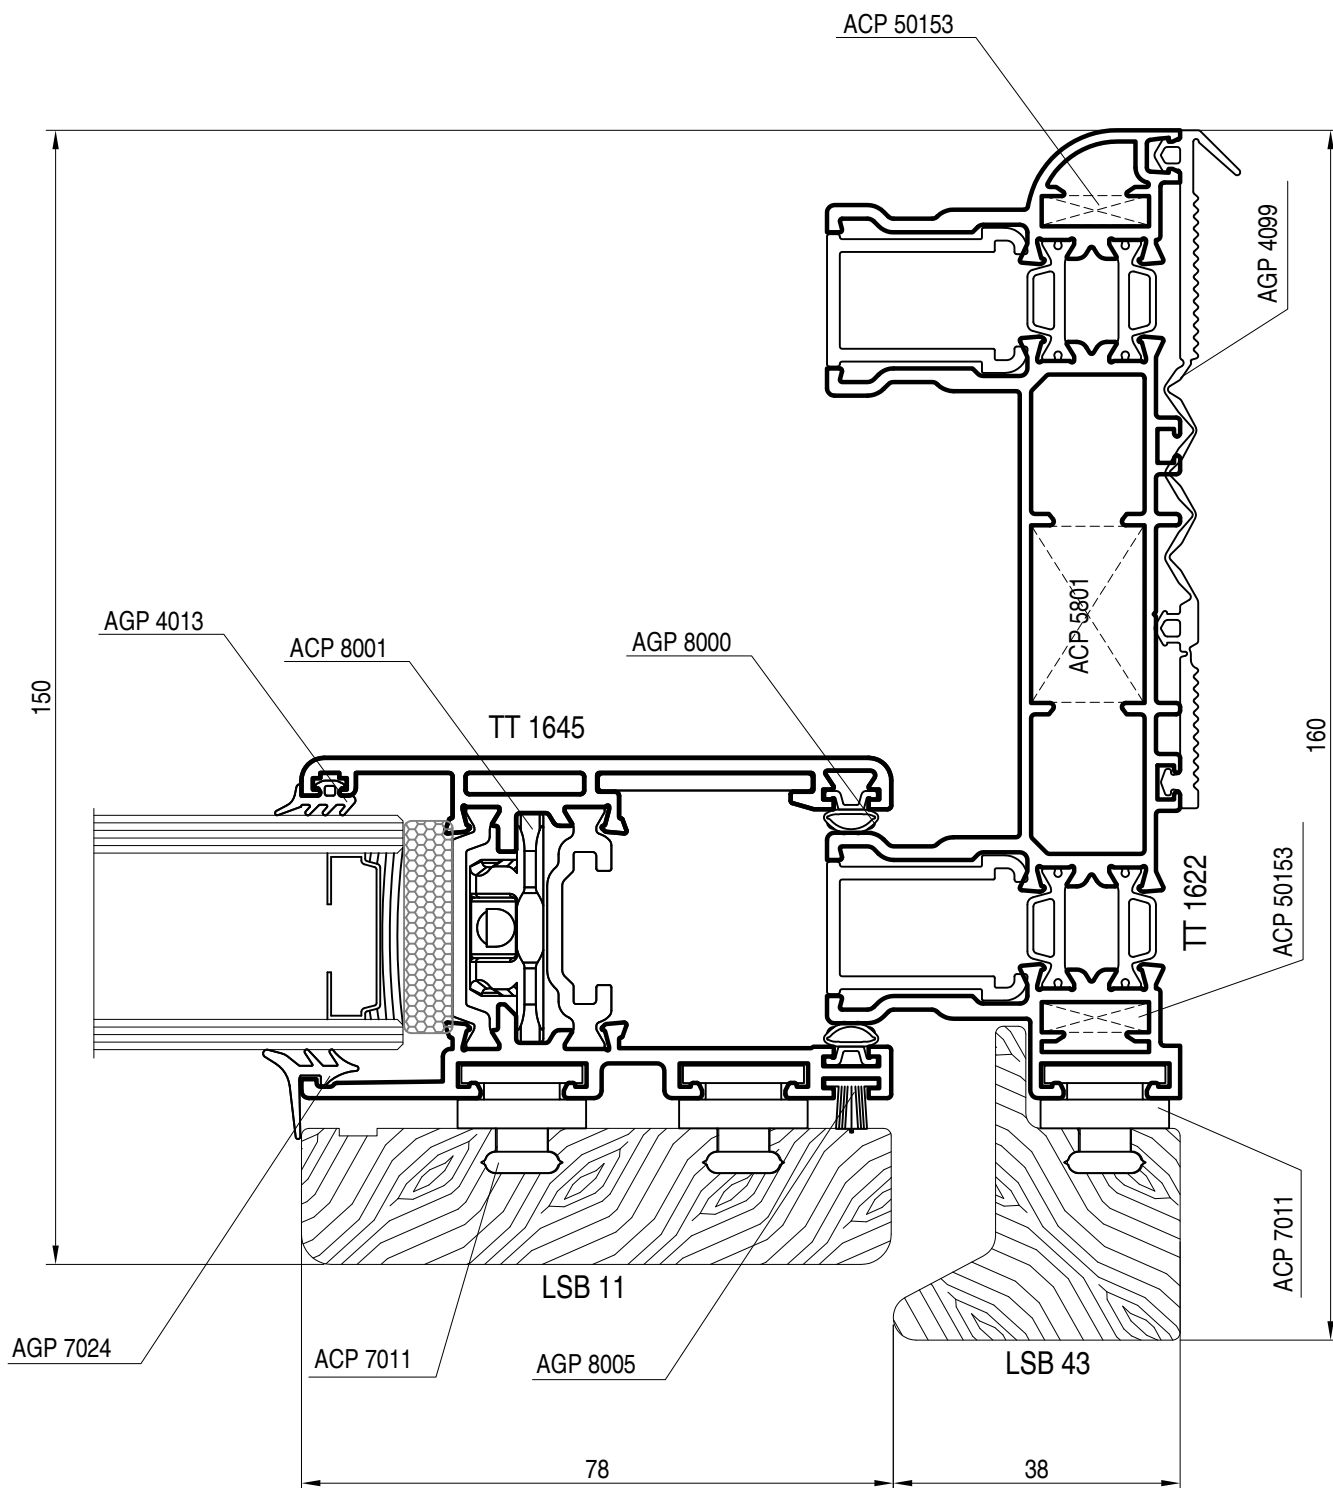 ACP 50153
AGP 4099
150
AGP 4013
ACP 8001
AGP 8000
ACP 5801
TT 1645
160
TT 1622
ACP 50153
ACP 7011
LSB 11
AGP 7024
ACP 7011
AGP 8005
LSB 43
78
38